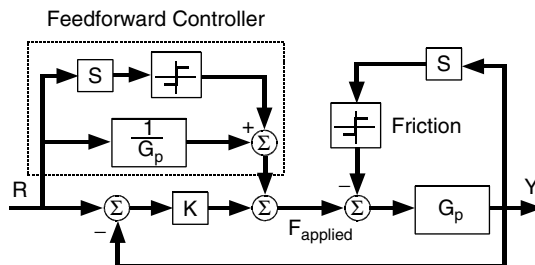 Feedforward Controller
S
S
+
1
G_p
Friction
R
−
Y
Σ
Σ
K
Σ
Σ
G_p
−
F_applied